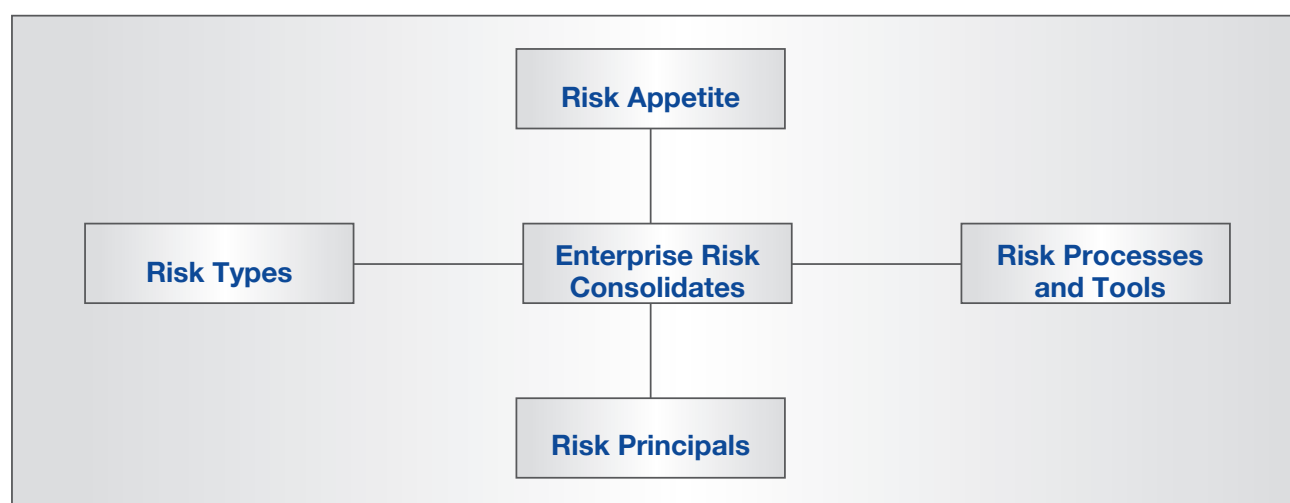 Risk Appetite
Risk Types
Enterprise Risk
Consolidates
Risk Processes
and Tools
Risk Principals